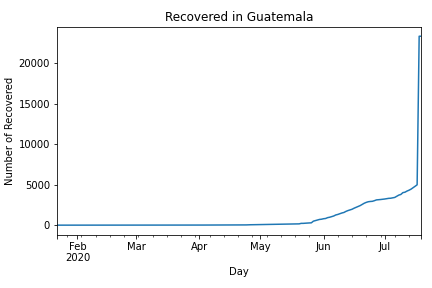 Recovered in Guatemala
Number of Recovered
20000
15000
10000
5000
0
Feb
2020
Mar
Apr
May
Jun
Jul
Day